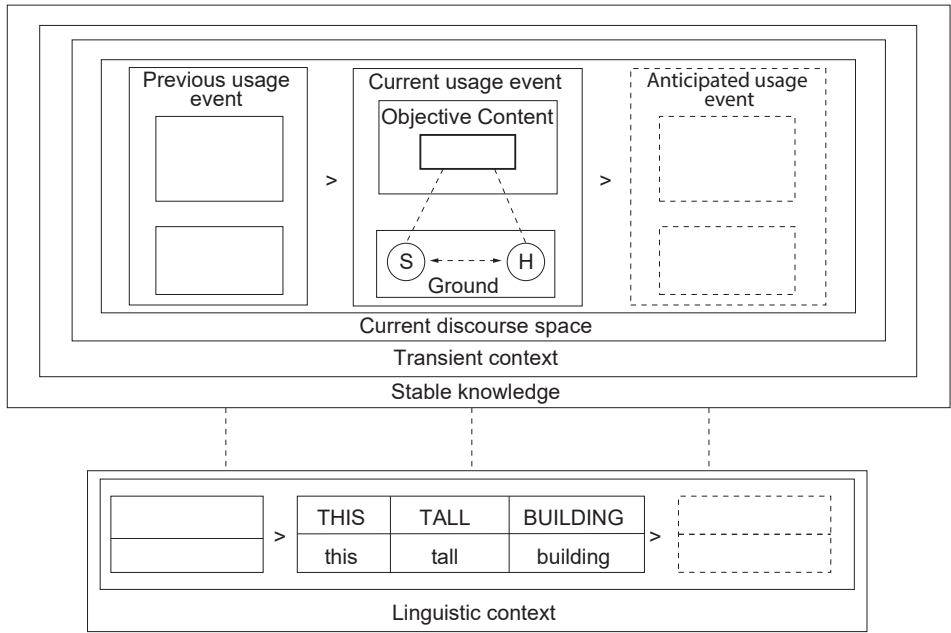 Previous usage
event
>
Current usage event
Objective Content
S
H
Ground
>
Anticipated usage
event
Current discourse space
Transient context
Stable knowledge
>
THIS TALL BUILDING
this tall building
>
Linguistic context